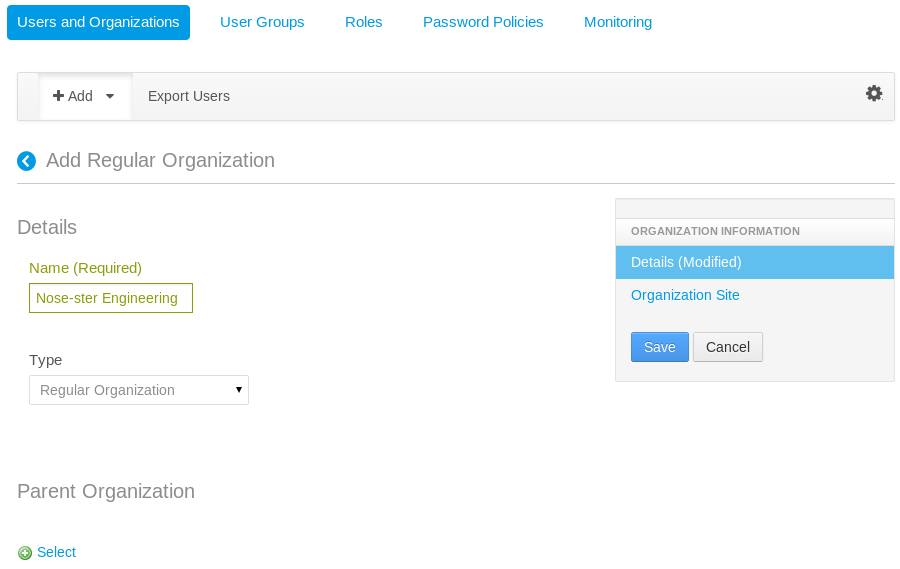 Users and Organizations User Groups Roles Password Policies Monitoring
Add Export Users
Add Regular Organization
Details
Name (Required)
Nose-ster Engineering
Type
Regular Organization
Parent Organization
Select
ORGANIZATION INFORMATION
Details (Modified)
Organization Site
Save Cancel